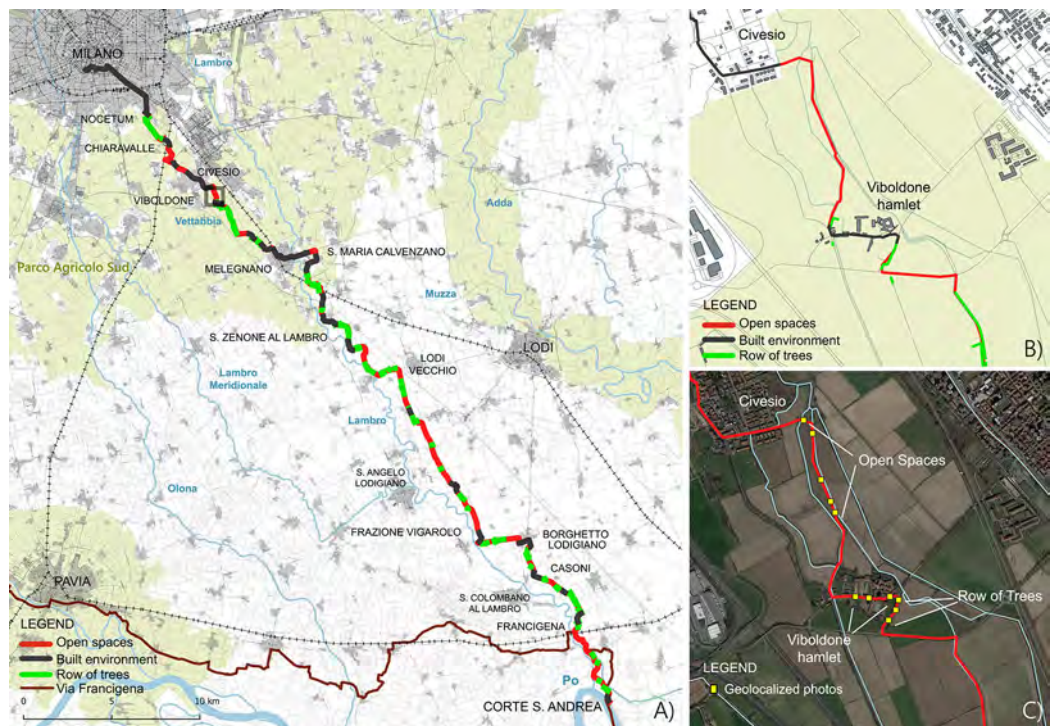 MILANO
Lambro
NOCETUM
CHIARAVALLE
CIVESIO
VIBOLDONE
Vettabbia
Adda
S. MARIA CALVENZANO
Parco Agricolo Sud
MELEGNANO
Muzza
S. ZENONE AL LAMBRO
LODI
LODI
VECCHIO
Lambro
Meridionale
Lambro
S. ANGELO
LODIGIANO
Olona
FRAZIONE VIGAROLO
BORGHETTO
LODIGIANO
CASONI
PAVIA
S. COLOMBANO
AL LAMBRO
FRANCIGENA
LEGEND
Open spaces
Built environment
Row of trees
Via Francigena
0 5 10 km
Po
CORTE S. ANDREA
A)
Civesio
Viboldone
hamlet
LEGEND
Open spaces
Built environment
Row of trees
B)
Civesio
Open Spaces
Row of Trees
Viboldone
hamlet
LEGEND
Geolocalized photos
C)